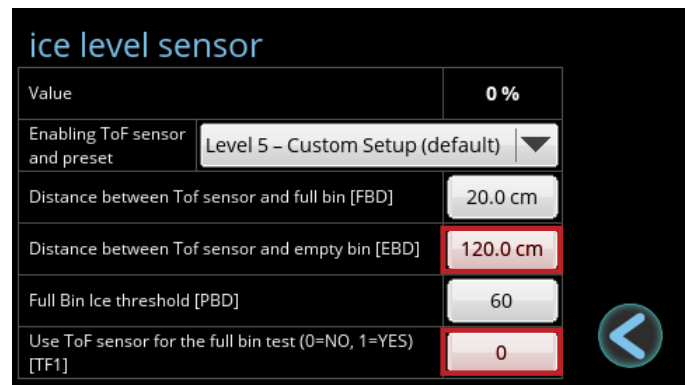 ice level sensor
Value
0 %
Enabling ToF sensor
and preset
Level 5 – Custom Setup (default)
Distance between Tof sensor and full bin [FBD]
20.0 cm
Distance between Tof sensor and empty bin [EBD]
120.0 cm
Full Bin Ice threshold [PBD]
60
Use ToF sensor for the full bin test (0=NO, 1=YES)
[TF1]
0